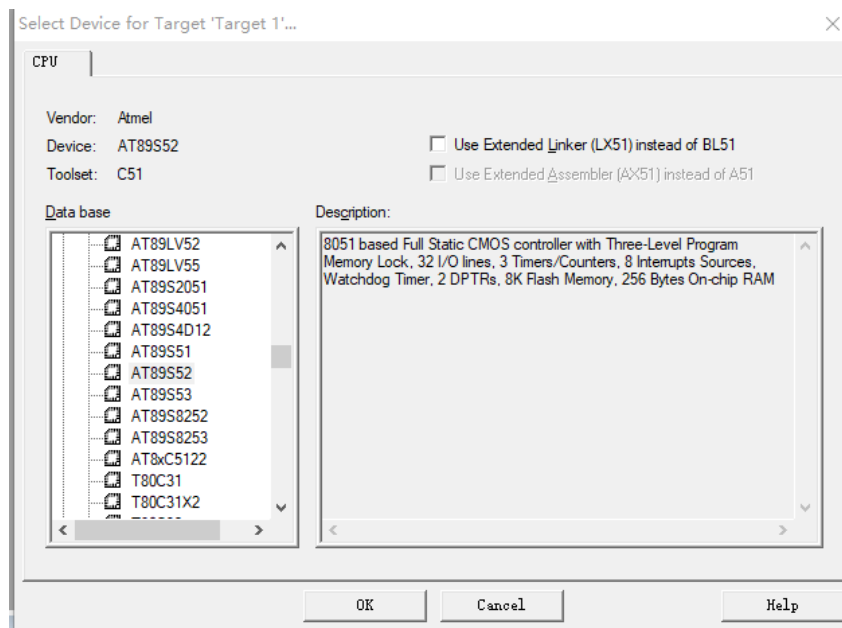 Select Device for Target 'Target 1'...
CPU
Vendor: Atmel
Device: AT89S52
Toolset: C51
Use Extended Linker (LX51) instead of BL51
Use Extended Assembler (AX51) instead of A51
Data base
Description:
AT89LV52
AT89LV55
AT89S2051
AT89S4051
AT89S4D12
AT89S51
AT89S52
AT89S53
AT89S8252
AT89S8253
AT8xC5122
T80C31
T80C31X2
8051 based Full Static CMOS controller with Three-Level Program
Memory Lock, 32 I/O lines, 3 Timers/Counters, 8 Interrupts Sources,
Watchdog Timer, 2 DPTRs, 8K Flash Memory, 256 Bytes On-chip RAM
OK
Cancel
Help